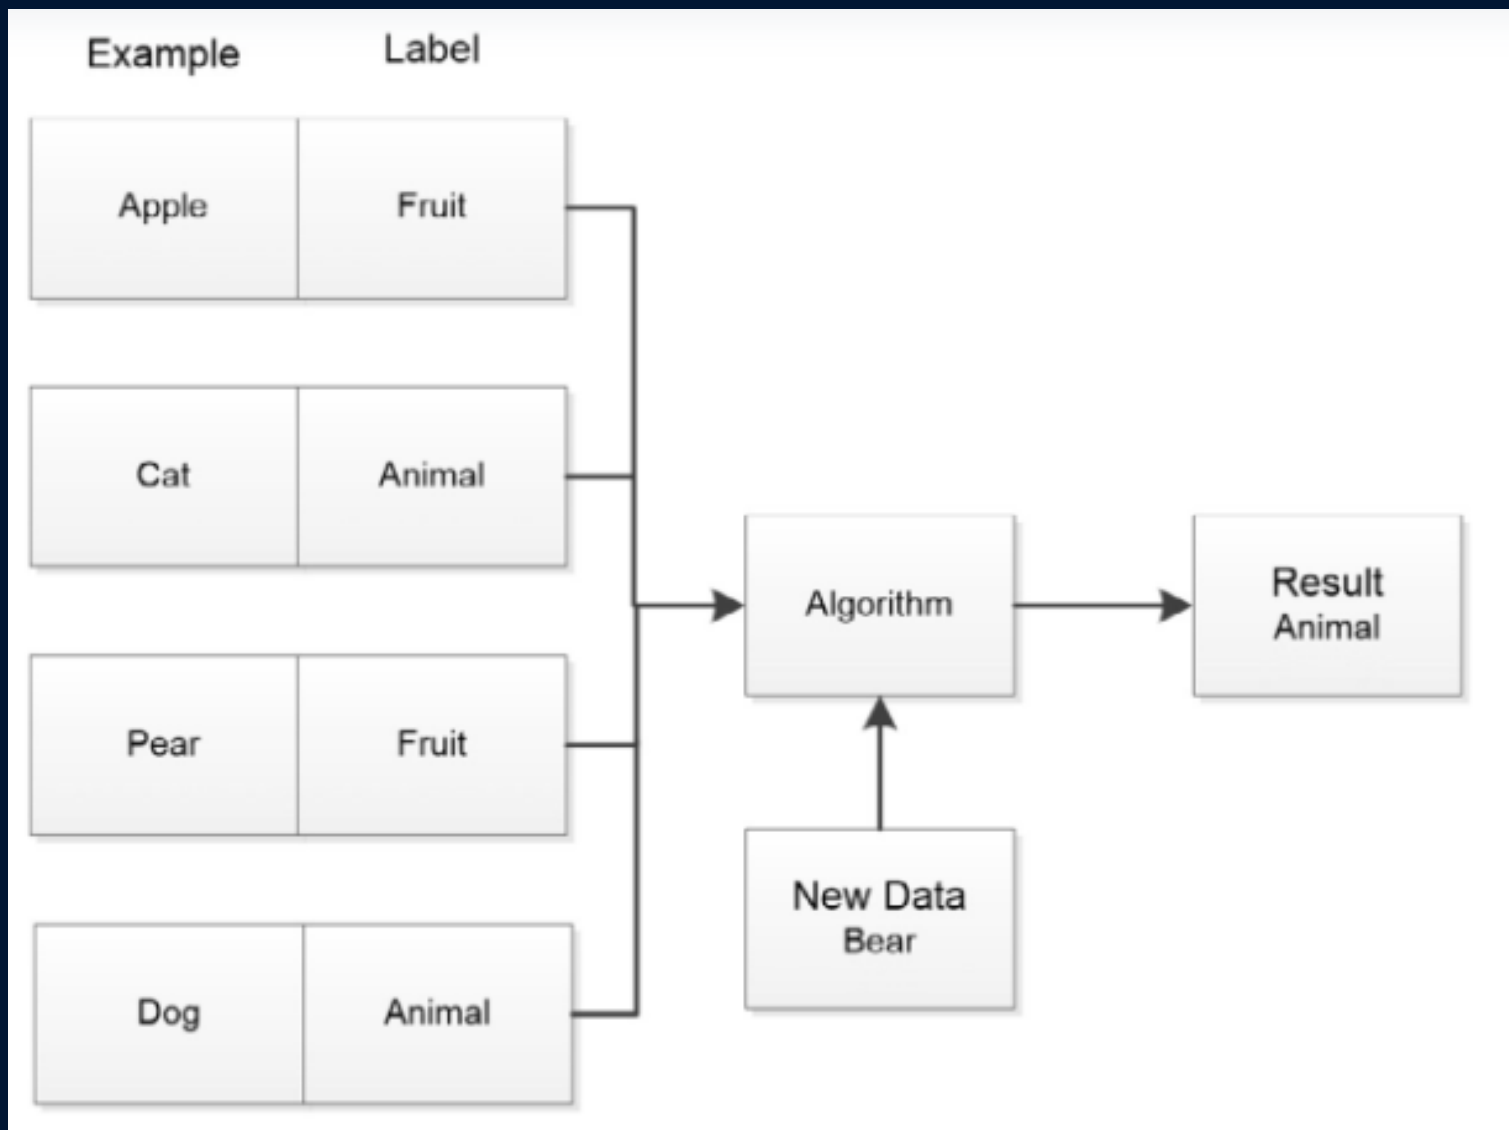 Example Label
Apple Fruit
Cat Animal
Algorithm
Result
Animal
Pear Fruit
New Data
Bear
Dog Animal